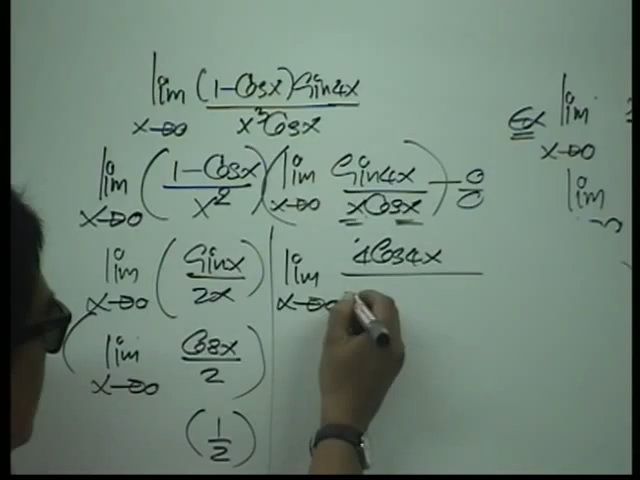 lim (1-Cosx)Sin4x
x→0 x³Cosx
lim (1-Cosx / x²) (lim Sin4x / xCosx) → 0/0
x→0 x→0
lim (Sinx / 2x) lim 4Cos4x
x→0 x→0
(lim Cosx / 2)
x→0
(1/2)
Ex lim
x→0
lim